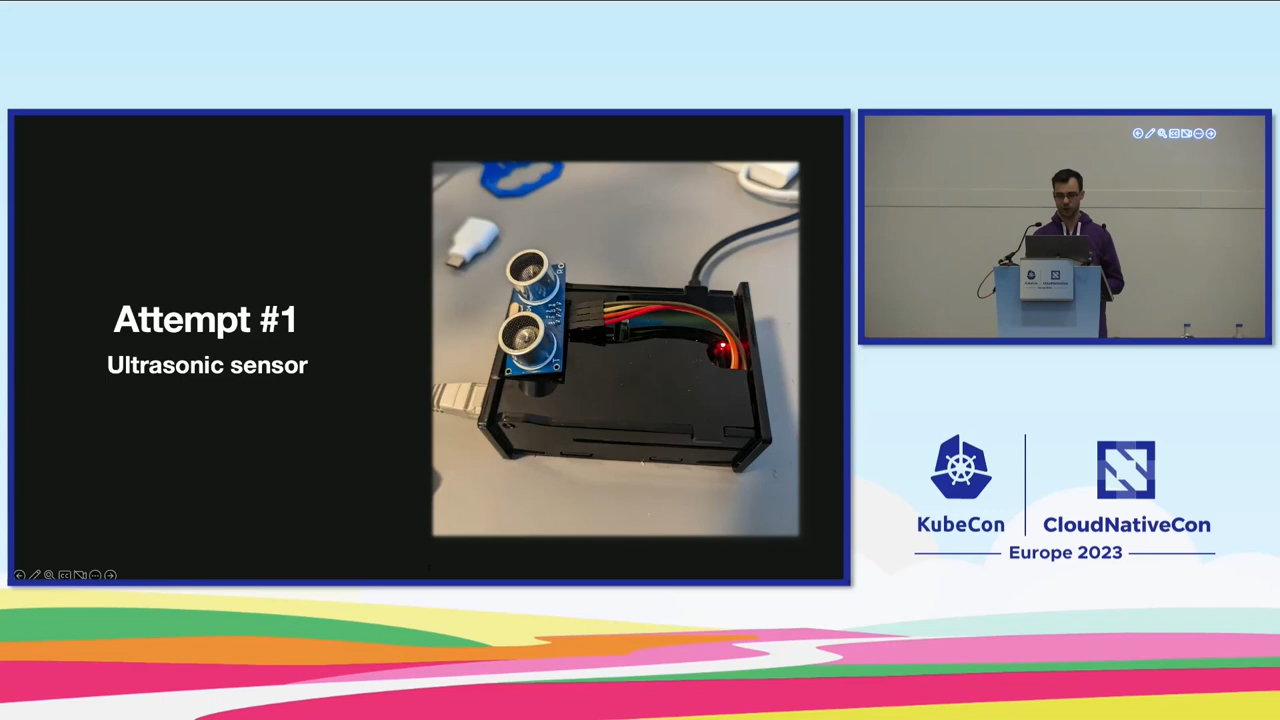 Attempt #1
Ultrasonic sensor
KubeCon
CloudNativeCon
Europe 2023